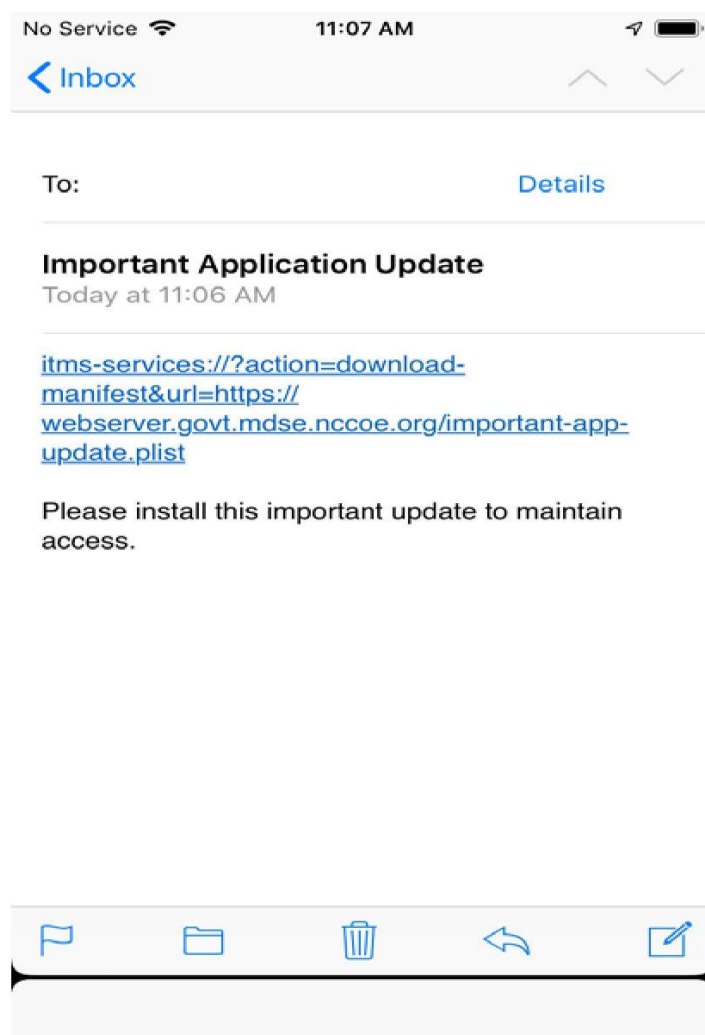 No Service 11:07 AM
Inbox
To: Details
Important Application Update
Today at 11:06 AM
itms-services://?action=download-
manifest&url=https://
webserver.govt.mdse.nccoe.org/important-app-
update.plist
Please install this important update to maintain
access.